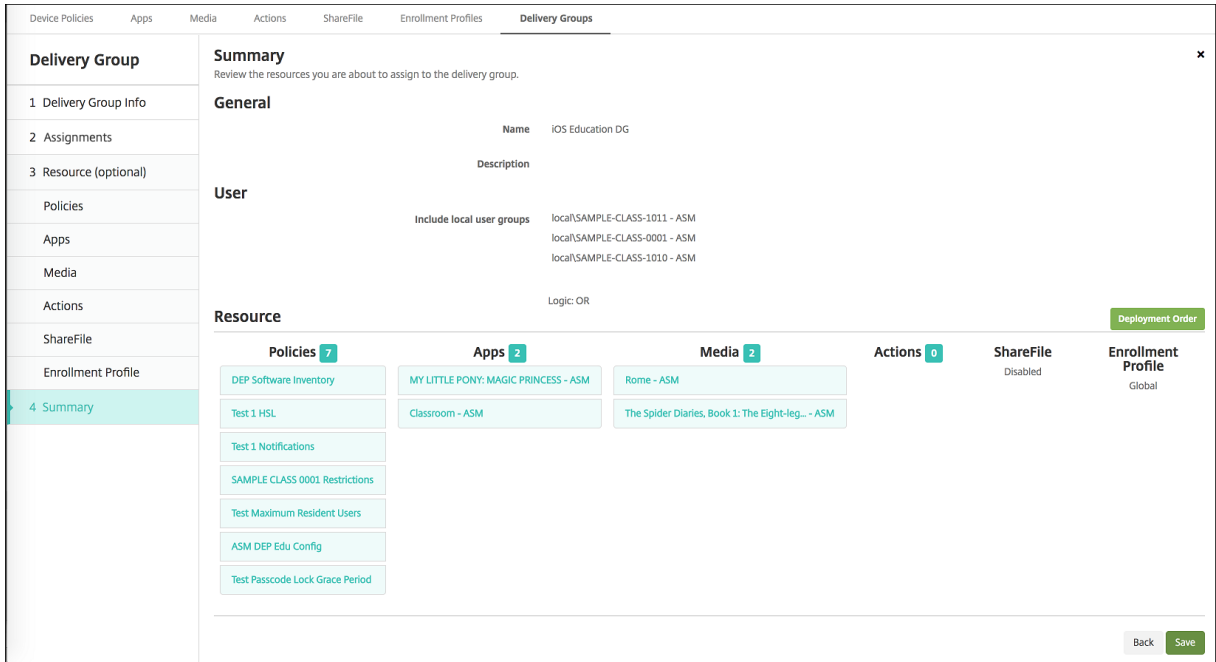 Device Policies Apps Media Actions ShareFile Enrollment Profiles Delivery Groups
Delivery Group
1 Delivery Group Info
2 Assignments
3 Resource (optional)
Policies
Apps
Media
Actions
ShareFile
Enrollment Profile
4 Summary
Summary
Review the resources you are about to assign to the delivery group.
General
Name iOS Education DG
Description
User
Include local user groups local\SAMPLE-CLASS-1011 - ASM
local\SAMPLE-CLASS-0001 - ASM
local\SAMPLE-CLASS-1010 - ASM
Logic: OR
Resource
Deployment Order
Policies 7
DEP Software Inventory
Test 1 HSL
Test 1 Notifications
SAMPLE CLASS 0001 Restrictions
Test Maximum Resident Users
ASM DEP Edu Config
Test Passcode Lock Grace Period
Apps 2
MY LITTLE PONY: MAGIC PRINCESS - ASM
Classroom - ASM
Media 2
Rome - ASM
The Spider Diaries, Book 1: The Eight-leg... - ASM
Actions 0
ShareFile
Disabled
Enrollment
Profile
Global
Back Save